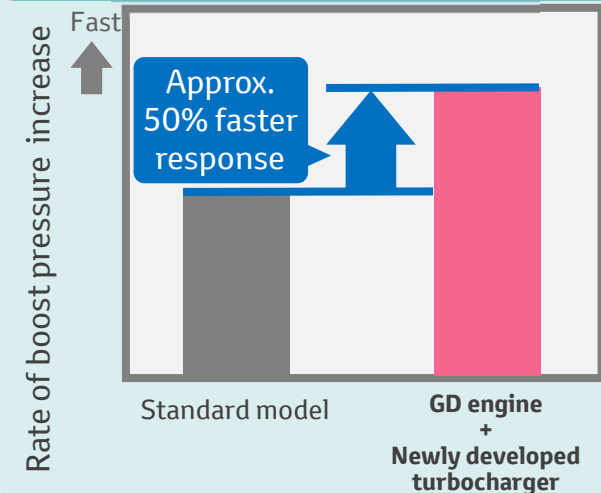 Fast
Rate of boost pressure increase
Approx.
50% faster
response
Standard model
GD engine
+
Newly developed
turbocharger